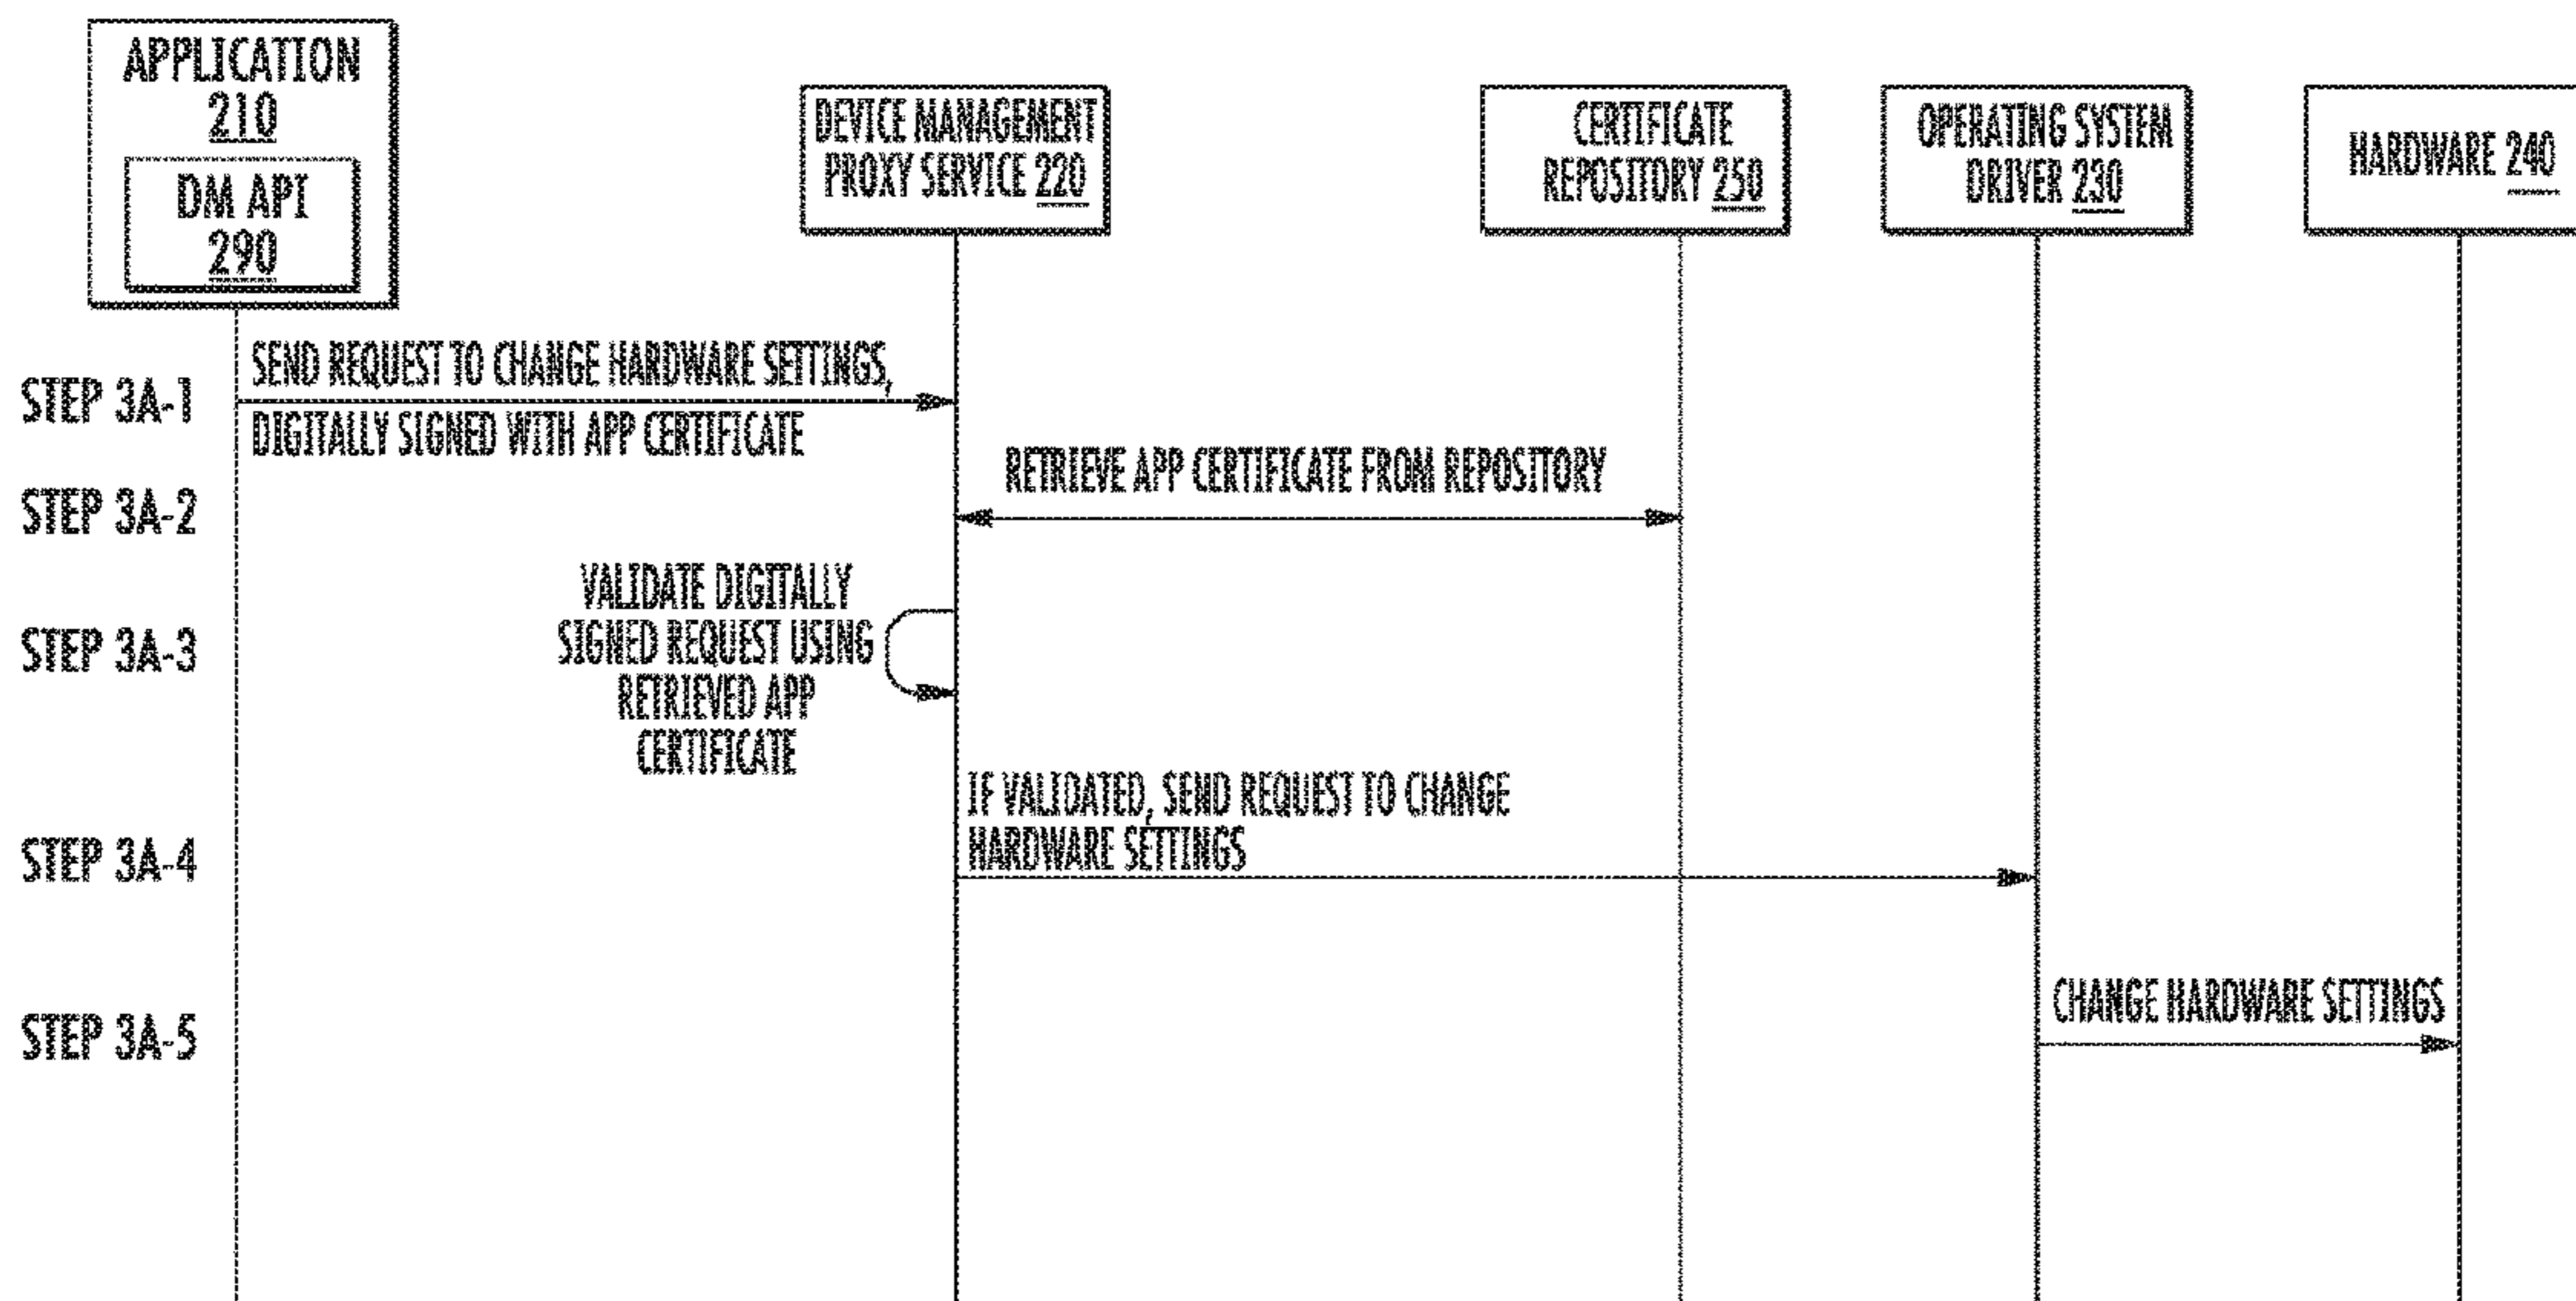 APPLICATION
210
DM API
290
DEVICE MANAGEMENT
PROXY SERVICE 220
CERTIFICATE
REPOSITORY 250
OPERATING SYSTEM
DRIVER 230
HARDWARE 240
STEP 3A-1
SEND REQUEST TO CHANGE HARDWARE SETTINGS,
DIGITALLY SIGNED WITH APP CERTIFICATE
STEP 3A-2
RETRIEVE APP CERTIFICATE FROM REPOSITORY
STEP 3A-3
VALIDATE DIGITALLY
SIGNED REQUEST USING
RETRIEVED APP
CERTIFICATE
STEP 3A-4
IF VALIDATED, SEND REQUEST TO CHANGE
HARDWARE SETTINGS
STEP 3A-5
CHANGE HARDWARE SETTINGS